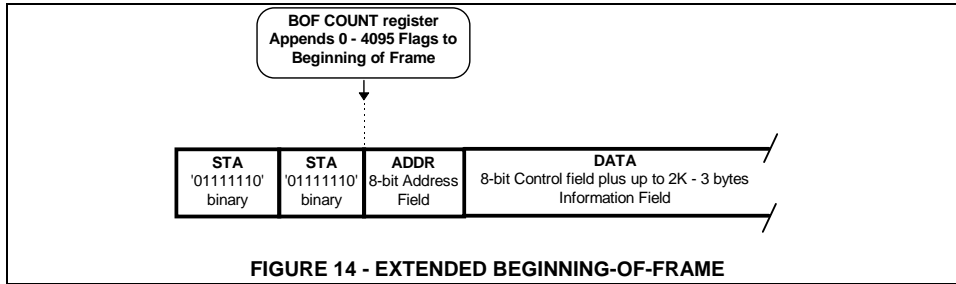 BOF COUNT register
Appends 0 - 4095 Flags to
Beginning of Frame
STA
'01111110'
binary
STA
'01111110'
binary
ADDR
8-bit Address
Field
DATA
8-bit Control field plus up to 2K - 3 bytes
Information Field
FIGURE 14 - EXTENDED BEGINNING-OF-FRAME